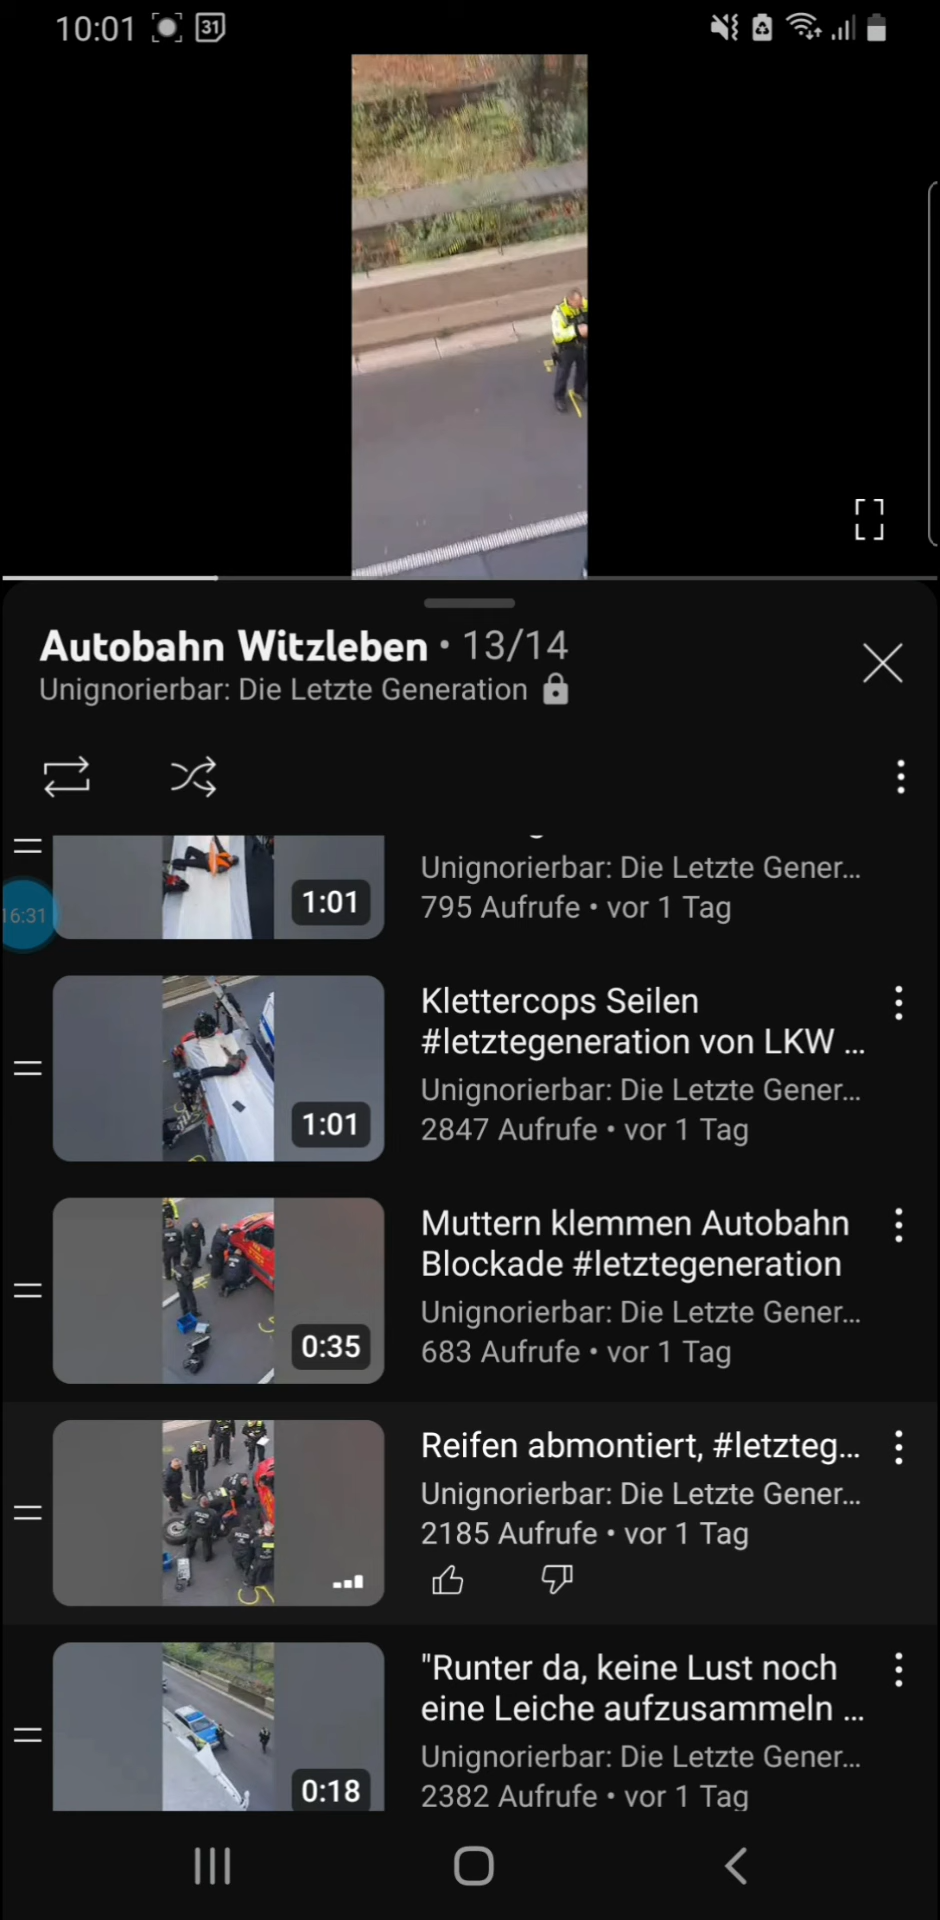 10:01
31
Autobahn Witzleben • 13/14
Unignorierbar: Die Letzte Generation
16:31
1:01
Unignorierbar: Die Letzte Gener...
795 Aufrufe • vor 1 Tag
Klettercops Seilen
#letztegeneration von LKW ...
Unignorierbar: Die Letzte Gener...
2847 Aufrufe • vor 1 Tag
1:01
Muttern klemmen Autobahn
Blockade #letztegeneration
Unignorierbar: Die Letzte Gener...
683 Aufrufe • vor 1 Tag
0:35
Reifen abmontiert, #letzteg...
Unignorierbar: Die Letzte Gener...
2185 Aufrufe • vor 1 Tag
"Runter da, keine Lust noch
eine Leiche aufzusammeln ...
Unignorierbar: Die Letzte Gener...
2382 Aufrufe • vor 1 Tag
0:18